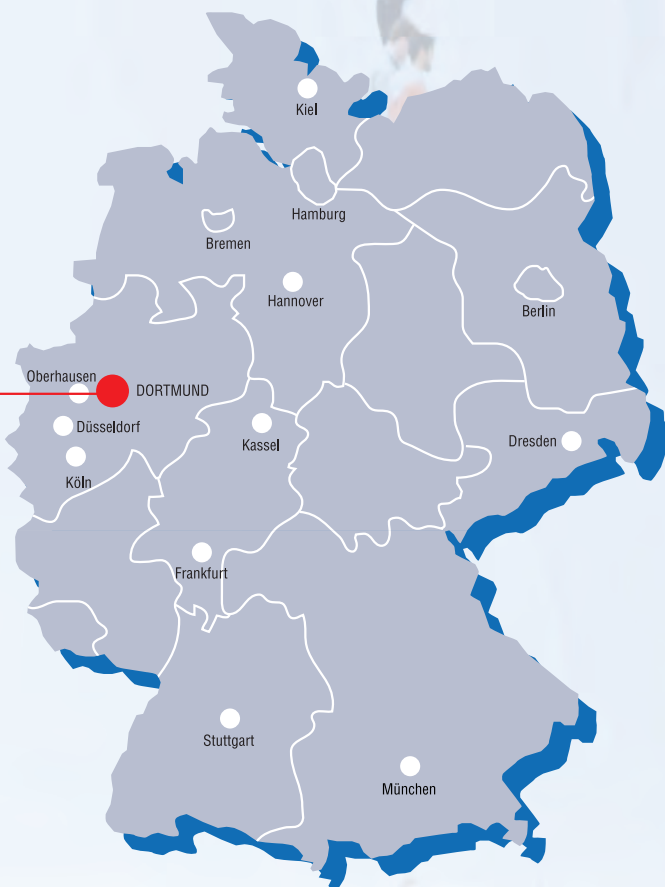 Kiel
Hamburg
Bremen
Hannover
Berlin
Oberhausen
DORTMUND
Düsseldorf
Kassel
Dresden
Köln
Frankfurt
Stuttgart
München